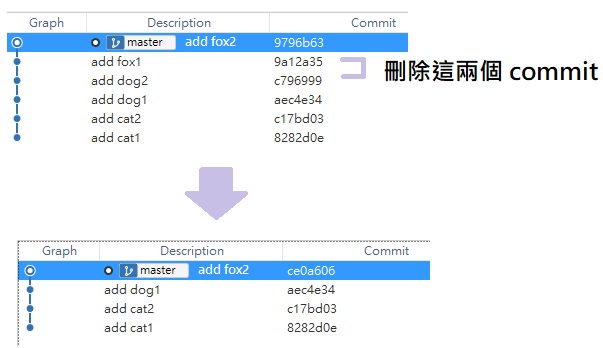 Graph Description Commit
master add fox2 9796b63
add fox1 9a12a35
add dog2 c796999
add dog1 aec4e34
add cat2 c17bd03
add cat1 8282d0e
刪除這兩個 commit
Graph Description Commit
master add fox2 ce0a606
add dog1 aec4e34
add cat2 c17bd03
add cat1 8282d0e